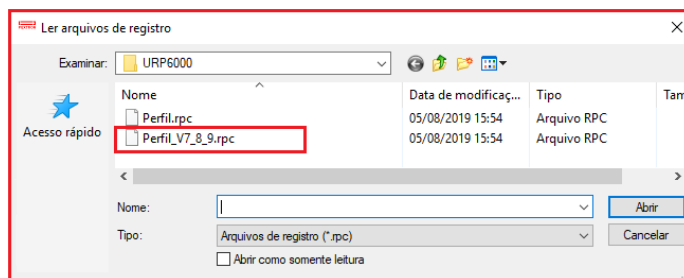 Ler arquivos de registro
Examinar: URP6000
Nome Data de modificaç... Tipo Tam
Perfil.rpc 05/08/2019 15:54 Arquivo RPC
Perfil_V7_8_9.rpc 05/08/2019 15:54 Arquivo RPC
Acesso rápido
Nome: Abrir
Tipo: Arquivos de registro (*.rpc) Cancelar
Abrir como somente leitura